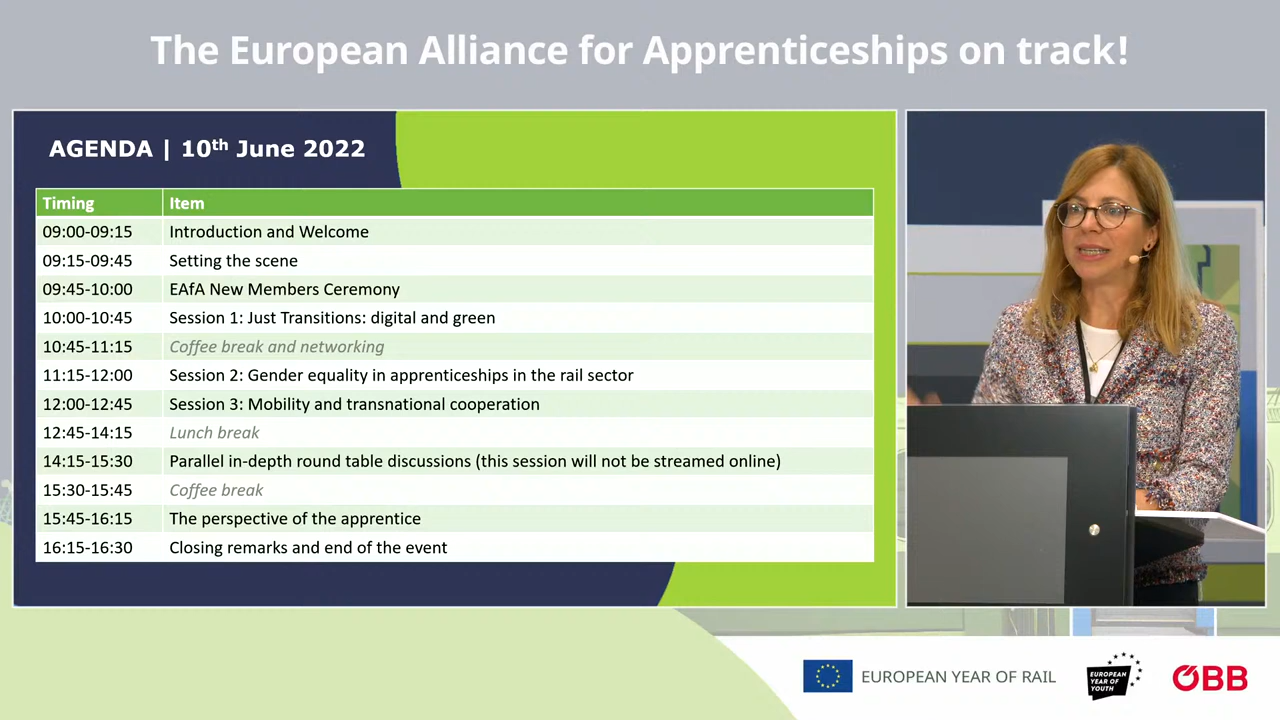 The European Alliance for Apprenticeships on track!
AGENDA | 10th June 2022
Timing Item
09:00-09:15 Introduction and Welcome
09:15-09:45 Setting the scene
09:45-10:00 EAfA New Members Ceremony
10:00-10:45 Session 1: Just Transitions: digital and green
10:45-11:15 Coffee break and networking
11:15-12:00 Session 2: Gender equality in apprenticeships in the rail sector
12:00-12:45 Session 3: Mobility and transnational cooperation
12:45-14:15 Lunch break
14:15-15:30 Parallel in-depth round table discussions (this session will not be streamed online)
15:30-15:45 Coffee break
15:45-16:15 The perspective of the apprentice
16:15-16:30 Closing remarks and end of the event
EUROPEAN YEAR OF RAIL
EUROPEAN
YEAR OF
YOUTH
ÖBB